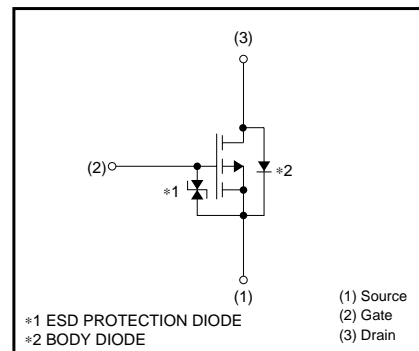 (3)
(2)
∗1
∗2
(1)
∗1 ESD PROTECTION DIODE
∗2 BODY DIODE
(1) Source
(2) Gate
(3) Drain